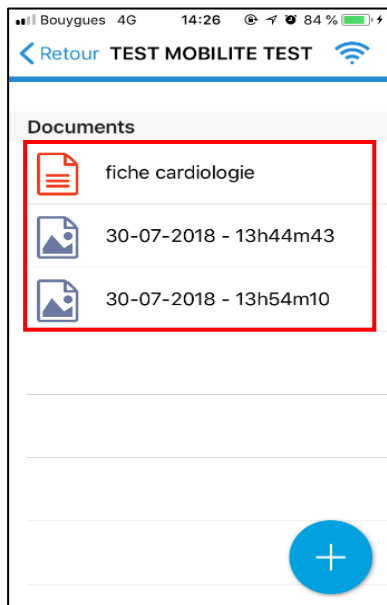 Bouygues 4G 14:26 84 %
Retour TEST MOBILITE TEST
Documents
fiche cardiologie
30-07-2018 - 13h44m43
30-07-2018 - 13h54m10